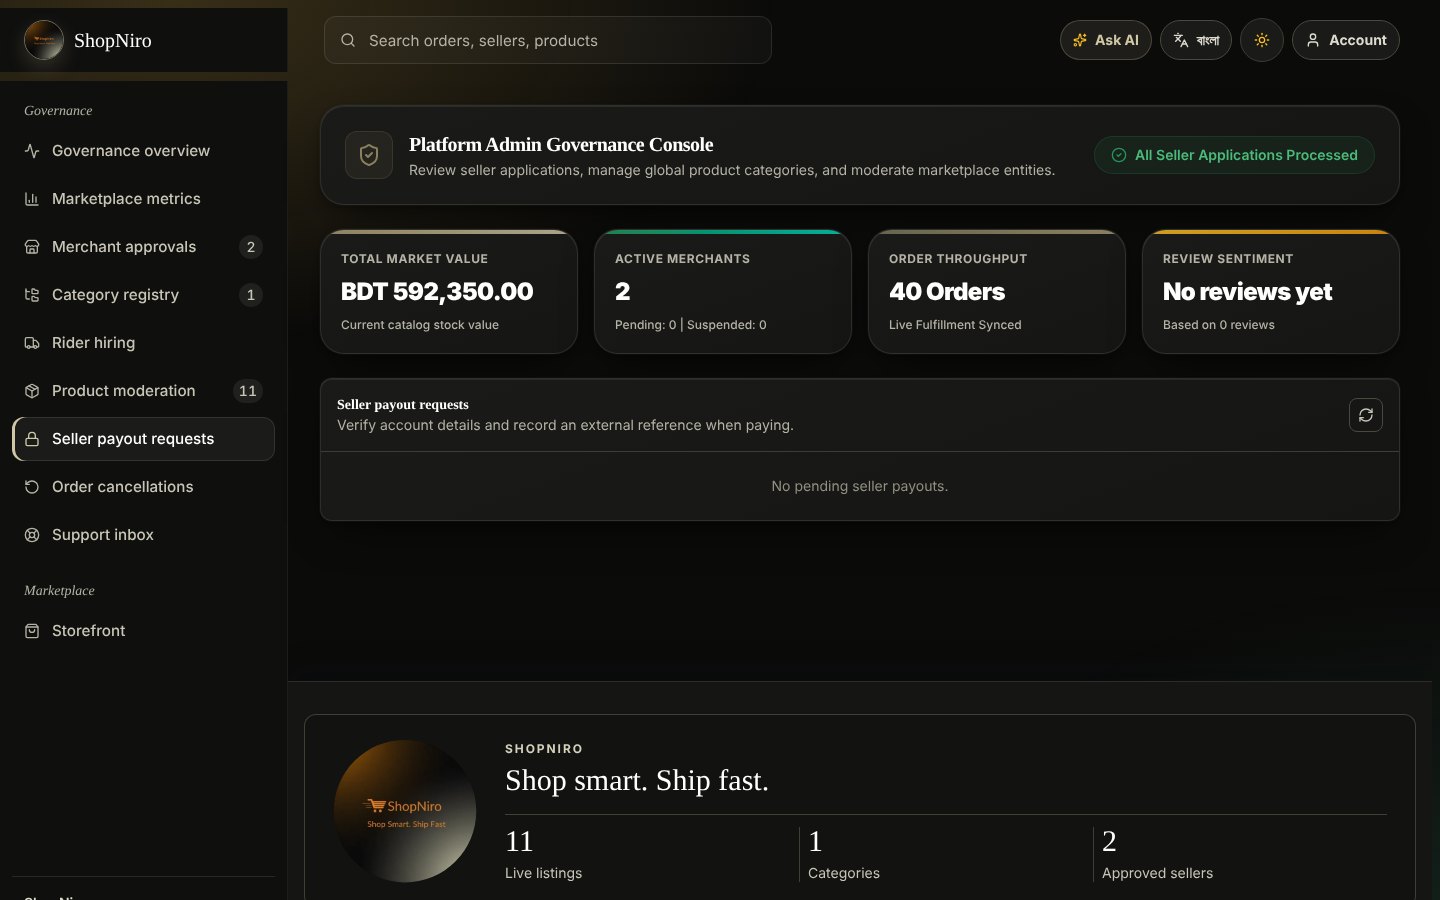 ShopNiro
Search orders, sellers, products
Ask AI
বাংলা
Account
Governance
Governance overview
Marketplace metrics
Merchant approvals 2
Category registry 1
Rider hiring
Product moderation 11
Seller payout requests
Order cancellations
Support inbox
Marketplace
Storefront
Platform Admin Governance Console
Review seller applications, manage global product categories, and moderate marketplace entities.
All Seller Applications Processed
TOTAL MARKET VALUE
BDT 592,350.00
Current catalog stock value
ACTIVE MERCHANTS
2
Pending: 0 | Suspended: 0
ORDER THROUGHPUT
40 Orders
Live Fulfillment Synced
REVIEW SENTIMENT
No reviews yet
Based on 0 reviews
Seller payout requests
Verify account details and record an external reference when paying.
No pending seller payouts.
ShopNiro
Shop Smart. Ship Fast
SHOPNIRO
Shop smart. Ship fast.
11
Live listings
1
Categories
2
Approved sellers